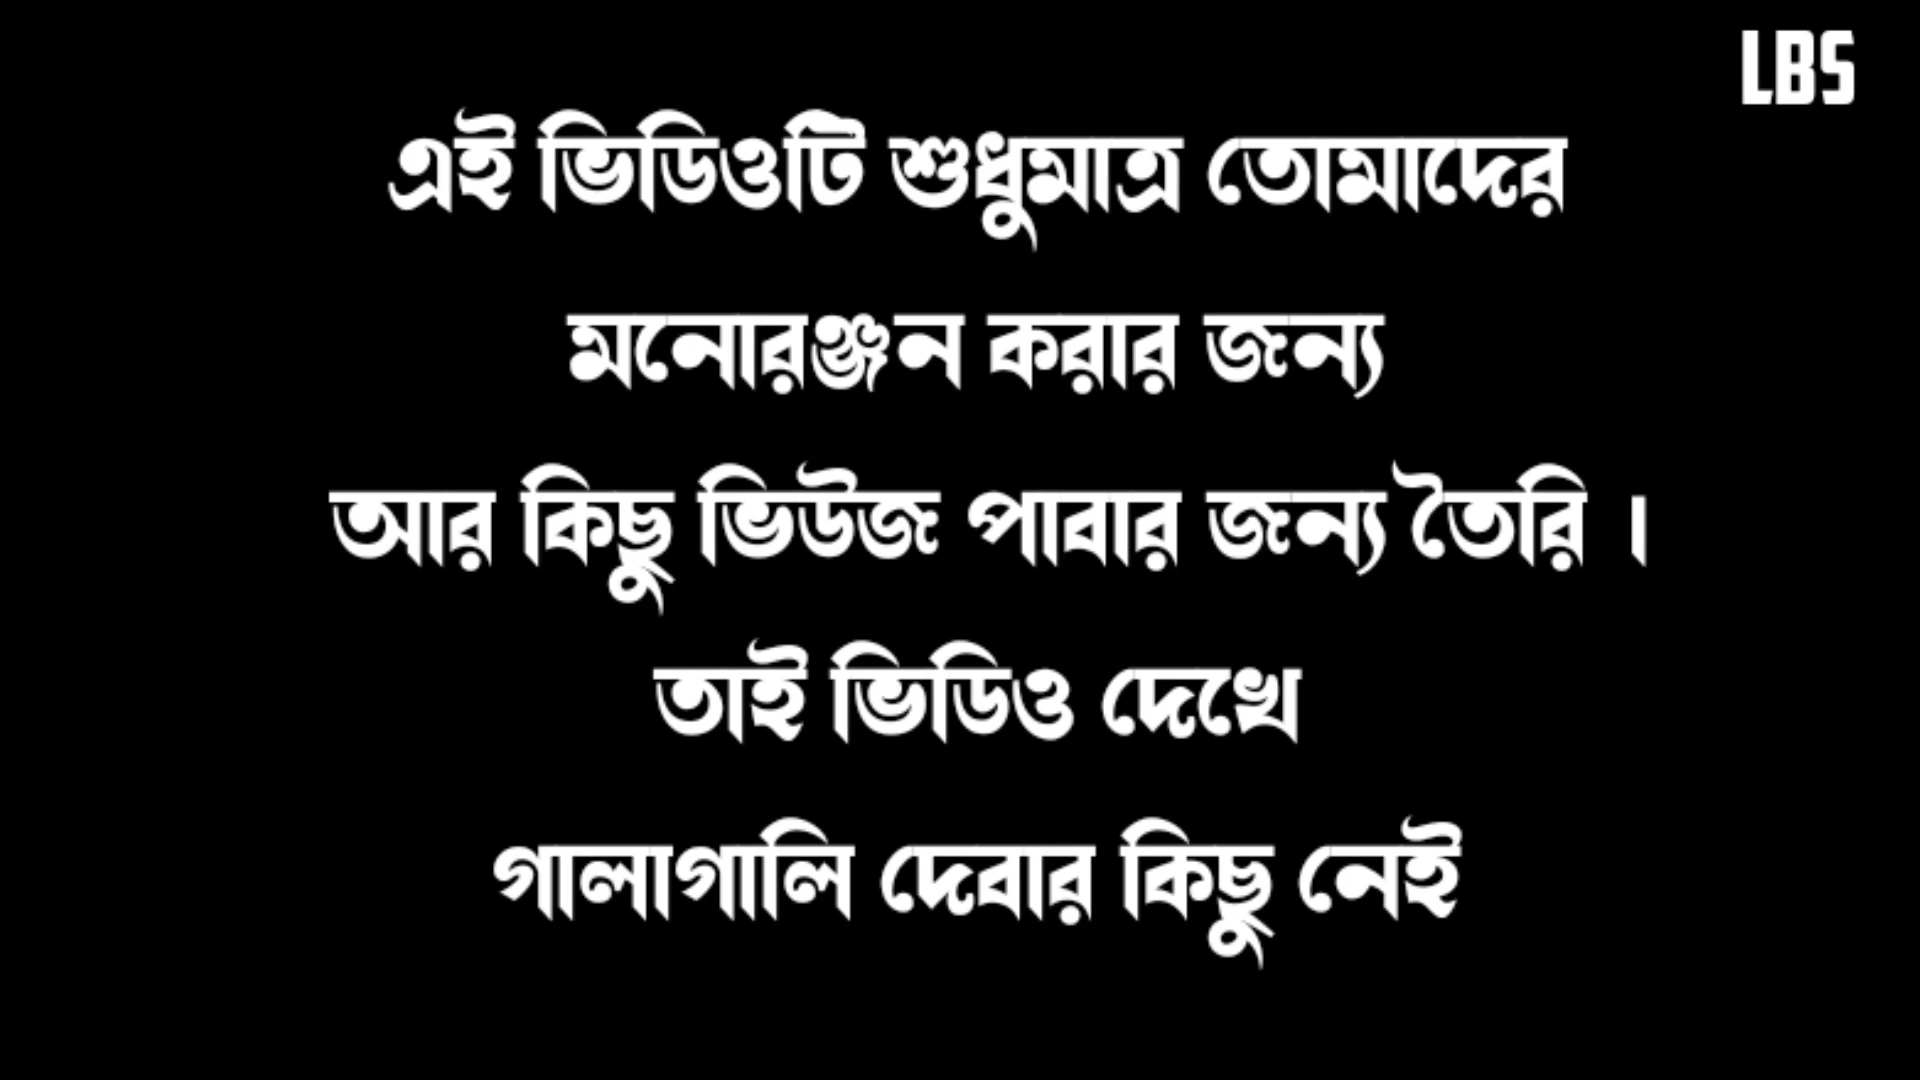 LBS
এই ভিডিওটি শুধুমাত্র তোমাদের
মনোরঞ্জন করার জন্য
আর কিছু ভিউজ পাবার জন্য তৈরি ।
তাই ভিডিও দেখে
গালাগালি দেবার কিছু নেই